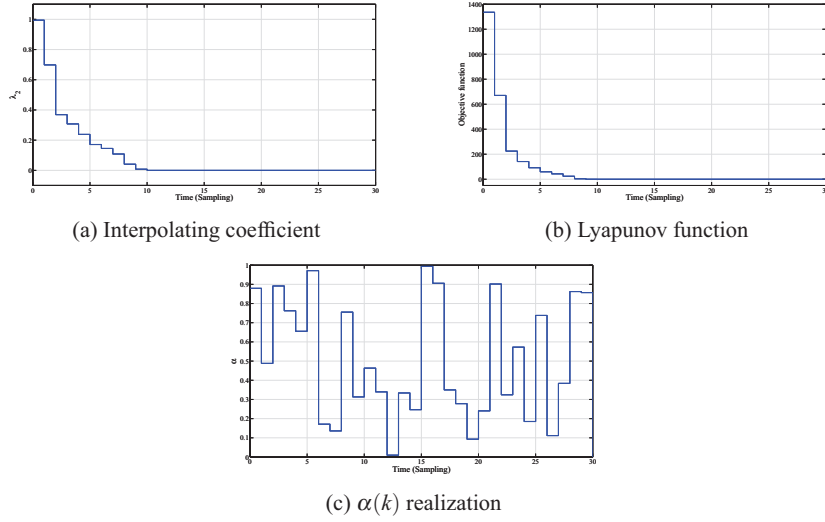 1
0.8
0.6
0.4
0.2
0
λ2
0 5 10 15 20 25 30
Time (Sampling)
(a) Interpolating coefficient
1400
1200
1000
800
600
400
200
0
Objective function
0 5 10 15 20 25 30
Time (Sampling)
(b) Lyapunov function
1
0.9
0.8
0.7
0.6
0.5
0.4
0.3
0.2
0.1
0
α
0 5 10 15 20 25 30
Time (Sampling)
(c) α(k) realization